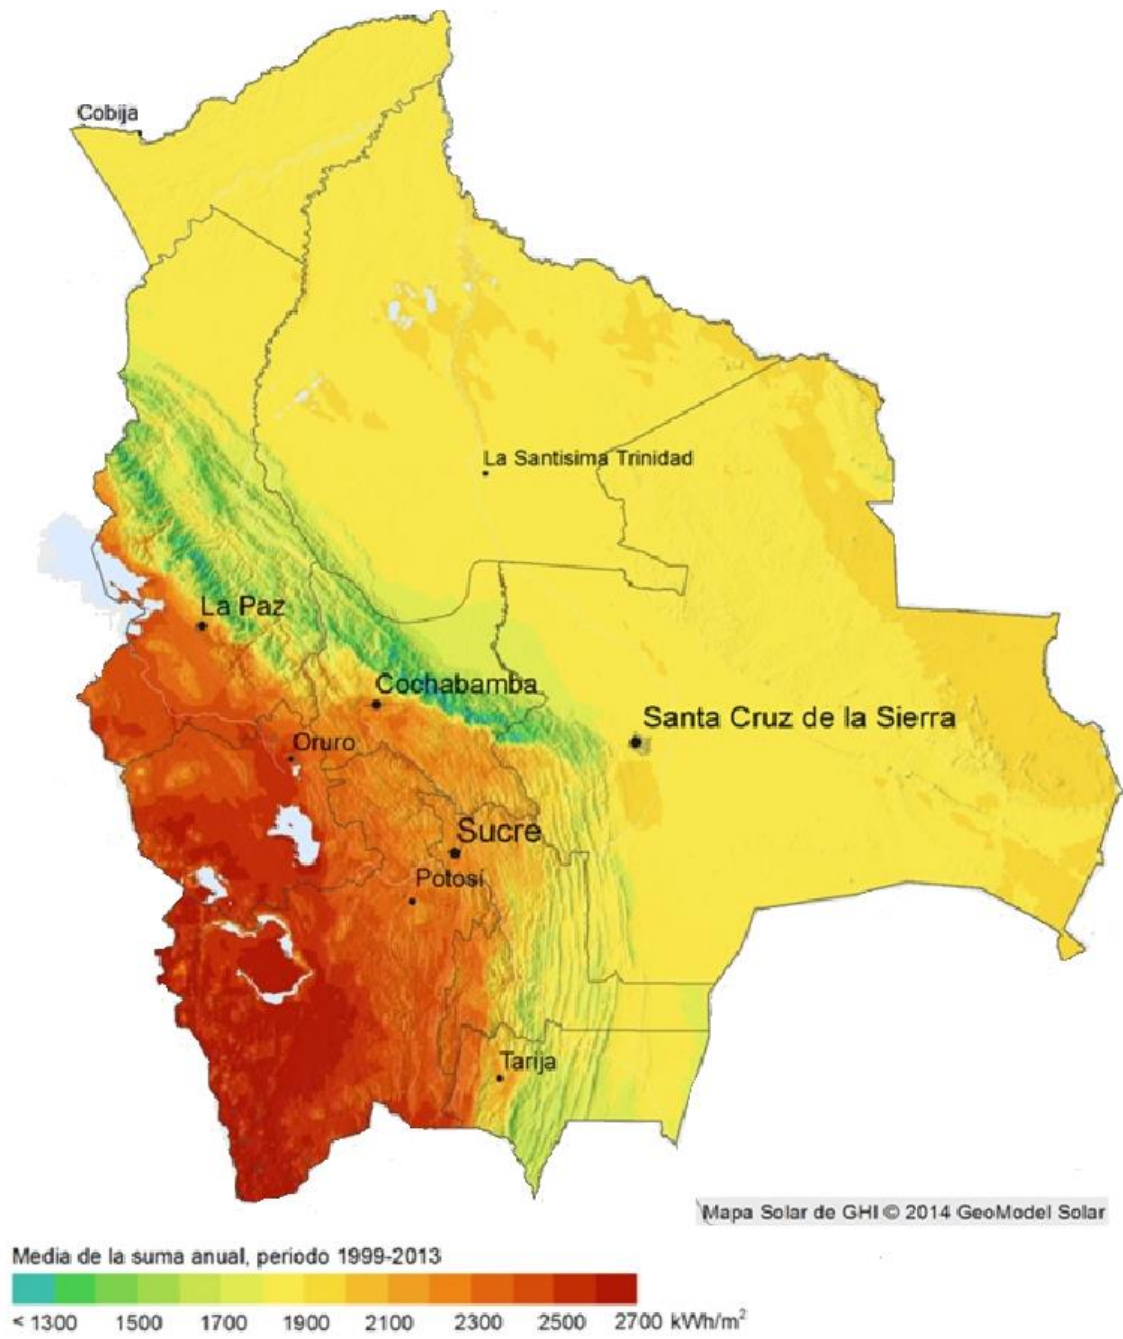 Cobija
La Santisima Trinidad
La Paz
Cochabamba
Santa Cruz de la Sierra
Oruro
Sucre
Potosí
Tarija
Mapa Solar de GHI © 2014 GeoModel Solar
Media de la suma anual, periodo 1999-2013
< 1300 1500 1700 1900 2100 2300 2500 2700 kWh/m²